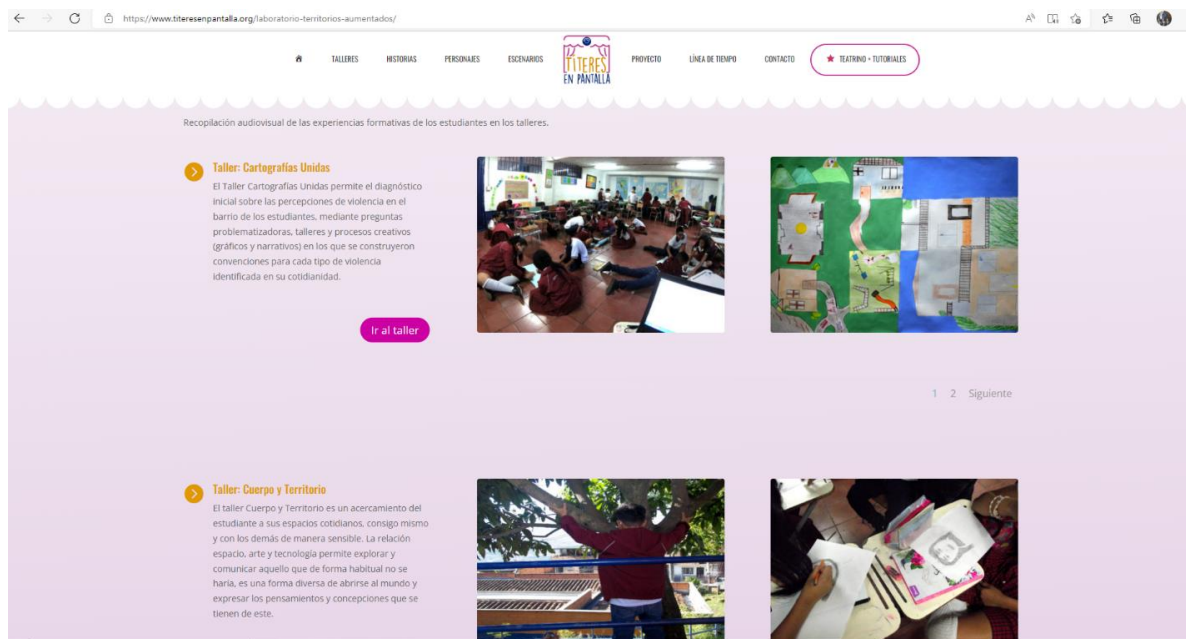 https://www.titeresenpantalla.org/laboratorio-territorios-aumentados/
TALLERES HISTORIAS PERSONAJES ESCENARIOS
TÍTERES
EN PANTALLA
PROYECTO LÍNEA DE TIEMPO CONTACTO TEATRINO + TUTORIALES
Recopilación audiovisual de las experiencias formativas de los estudiantes en los talleres.
Taller: Cartografías Unidas
El Taller Cartografías Unidas permite el diagnóstico
inicial sobre las percepciones de violencia en el
barrio de los estudiantes, mediante preguntas
problematizadoras, talleres y procesos creativos
(gráficos y narrativos) en los que se construyeron
convenciones para cada tipo de violencia
identificada en su cotidianidad.
Ir al taller
1 2 Siguiente
Taller: Cuerpo y Territorio
El taller Cuerpo y Territorio es un acercamiento del
estudiante a sus espacios cotidianos, consigo mismo
y con los demás de manera sensible. La relación
espacio, arte y tecnología permite explorar y
comunicar aquello que de forma habitual no se
haría, es una forma diversa de abrirse al mundo y
expresar los pensamientos y concepciones que se
tienen de este.